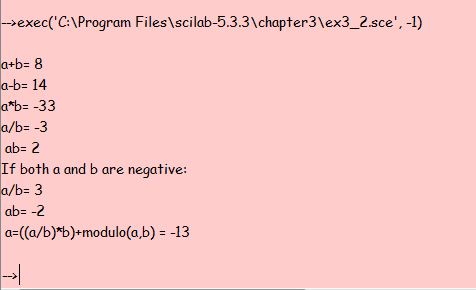 -->exec('C:\Program Files\scilab-5.3.3\chapter3\ex3_2.sce', -1)
a+b= 8
a-b= 14
a*b= -33
a/b= -3
ab= 2
If both a and b are negative:
a/b= 3
ab= -2
a=((a/b)*b)+modulo(a,b) = -13
-->